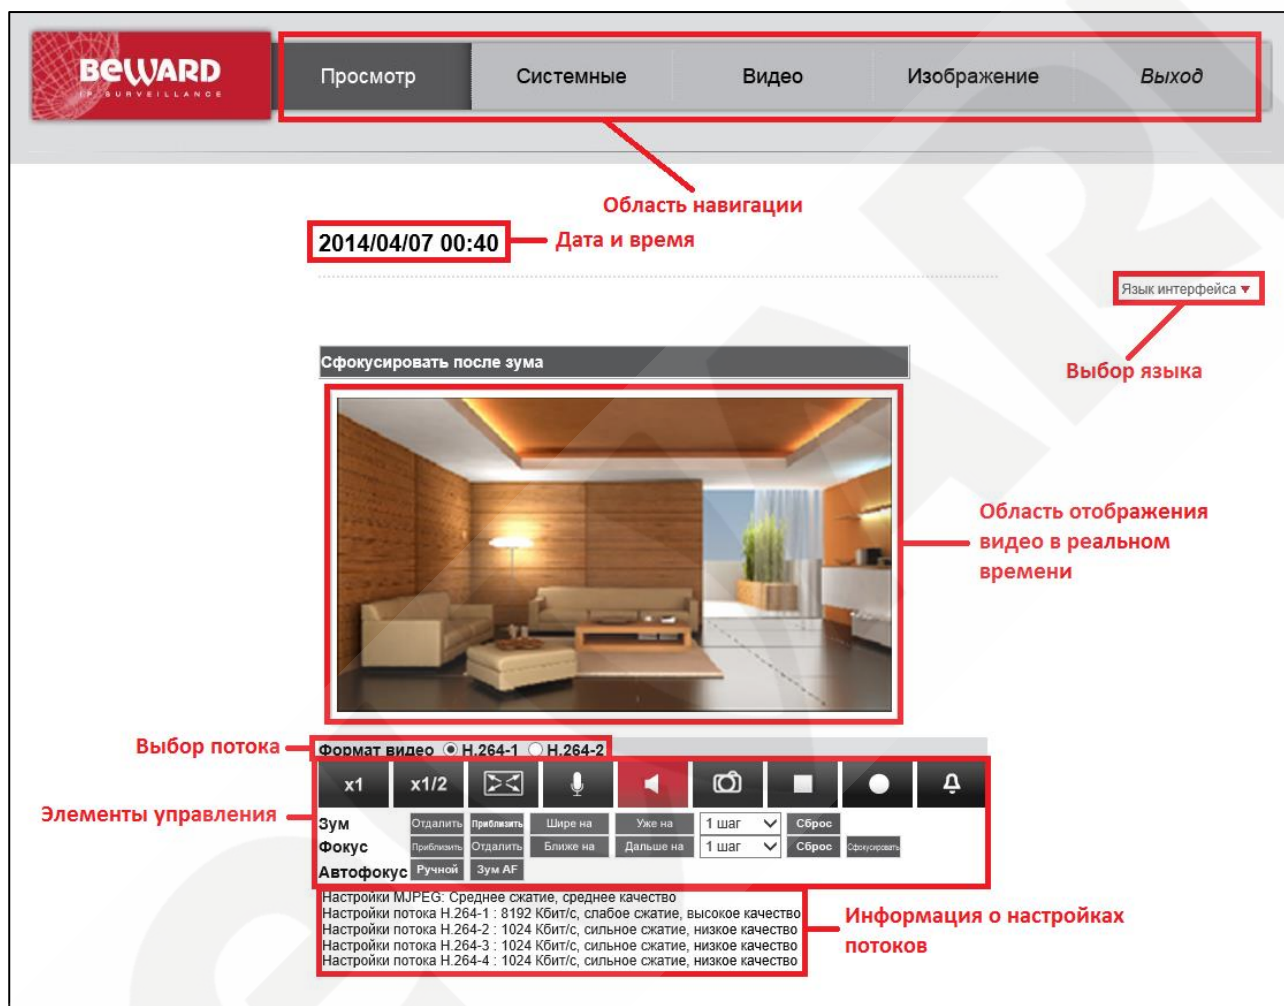 BEWARD
IP SURVEILLANCE
Просмотр
Системные
Видео
Изображение
Выход
Область навигации
2014/04/07 00:40
Дата и время
Язык интерфейса
Выбор языка
Сфокусировать после зума
Область отображения
видео в реальном
времени
Выбор потока
Формат видео H.264-1 H.264-2
x1 x1/2
Элементы управления
Зум Отдалить Приблизить Шире на Уже на 1 шаг Сброс
Фокус Приблизить Отдалить Ближе на Дальше на 1 шаг Сброс Сфокусировать
Автофокус Ручной Зум AF
Настройки MJPEG: Среднее сжатие, среднее качество
Настройки потока H.264-1 : 8192 Кбит/с, слабое сжатие, высокое качество
Настройки потока H.264-2 : 1024 Кбит/с, сильное сжатие, низкое качество
Настройки потока H.264-3 : 1024 Кбит/с, сильное сжатие, низкое качество
Настройки потока H.264-4 : 1024 Кбит/с, сильное сжатие, низкое качество
Информация о настройках
потоков